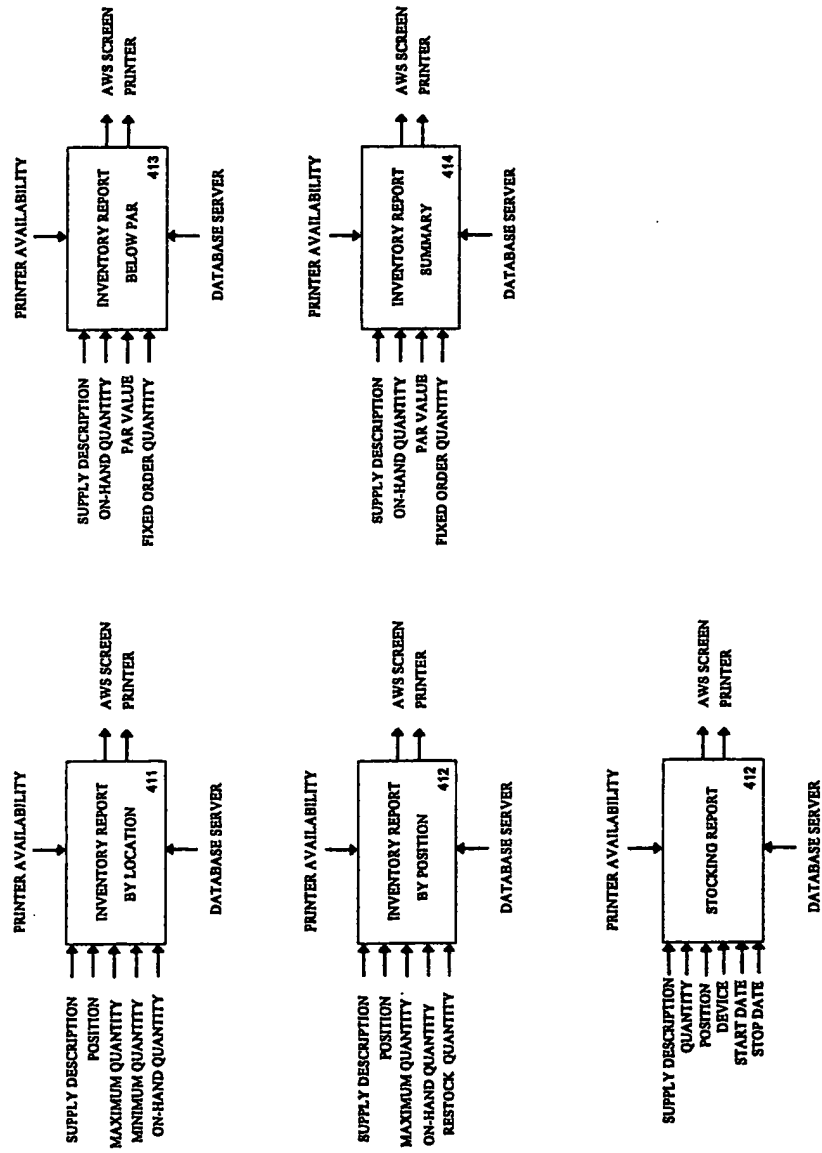 PRINTER AVAILABILITY
SUPPLY DESCRIPTION
POSITION
MAXIMUM QUANTITY
MINIMUM QUANTITY
ON-HAND QUANTITY
INVENTORY REPORT
BY LOCATION
411
AWS SCREEN
PRINTER
DATABASE SERVER
PRINTER AVAILABILITY
SUPPLY DESCRIPTION
ON-HAND QUANTITY
PAR VALUE
FIXED ORDER QUANTITY
INVENTORY REPORT
BELOW PAR
413
AWS SCREEN
PRINTER
DATABASE SERVER
PRINTER AVAILABILITY
SUPPLY DESCRIPTION
POSITION
MAXIMUM QUANTITY
ON-HAND QUANTITY
RESTOCK QUANTITY
INVENTORY REPORT
BY POSITION
412
AWS SCREEN
PRINTER
DATABASE SERVER
PRINTER AVAILABILITY
SUPPLY DESCRIPTION
ON-HAND QUANTITY
PAR VALUE
FIXED ORDER QUANTITY
INVENTORY REPORT
SUMMARY
414
AWS SCREEN
PRINTER
DATABASE SERVER
PRINTER AVAILABILITY
SUPPLY DESCRIPTION
QUANTITY
POSITION
DEVICE
START DATE
STOP DATE
STOCKING REPORT
412
AWS SCREEN
PRINTER
DATABASE SERVER